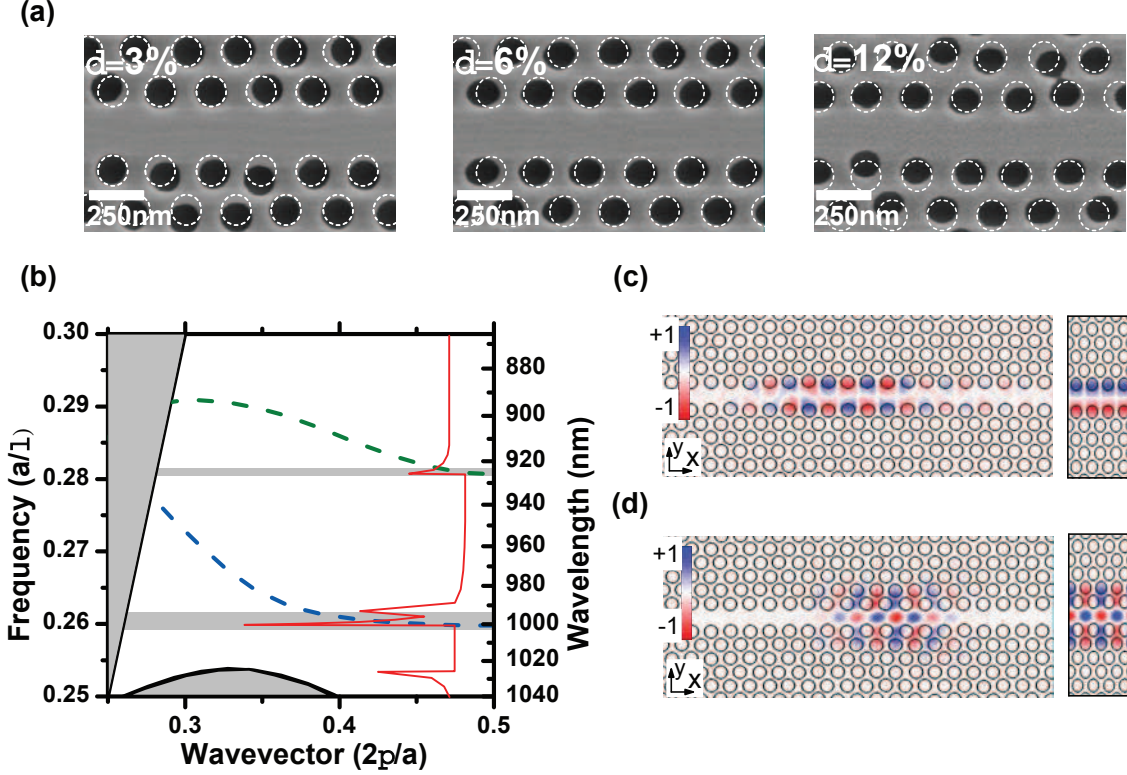 (a)
d=3%
d=6%
d=12%
250nm
250nm
250nm
(b)
(c)
0.30
0.29
0.28
0.27
0.26
0.25
Frequency (a/l)
880
900
920
940
960
980
1000
1020
1040
Wavelength (nm)
0.3
0.4
0.5
Wavevector (2p/a)
+1
-1
y
x
(d)
+1
-1
y
x